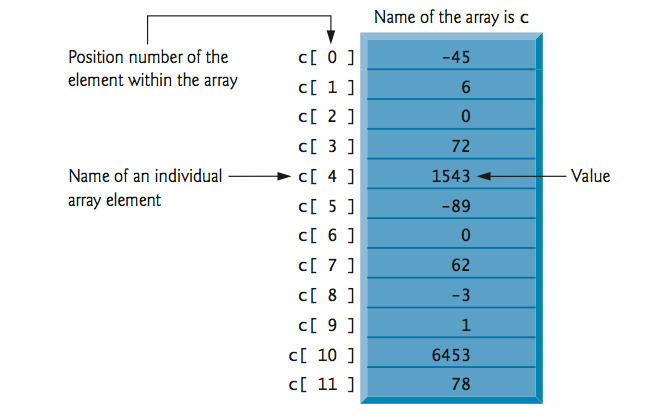 Name of the array is c
Position number of the
element within the array
c[ 0 ] -45
c[ 1 ] 6
c[ 2 ] 0
c[ 3 ] 72
Name of an individual
array element
c[ 4 ] 1543
Value
c[ 5 ] -89
c[ 6 ] 0
c[ 7 ] 62
c[ 8 ] -3
c[ 9 ] 1
c[ 10 ] 6453
c[ 11 ] 78